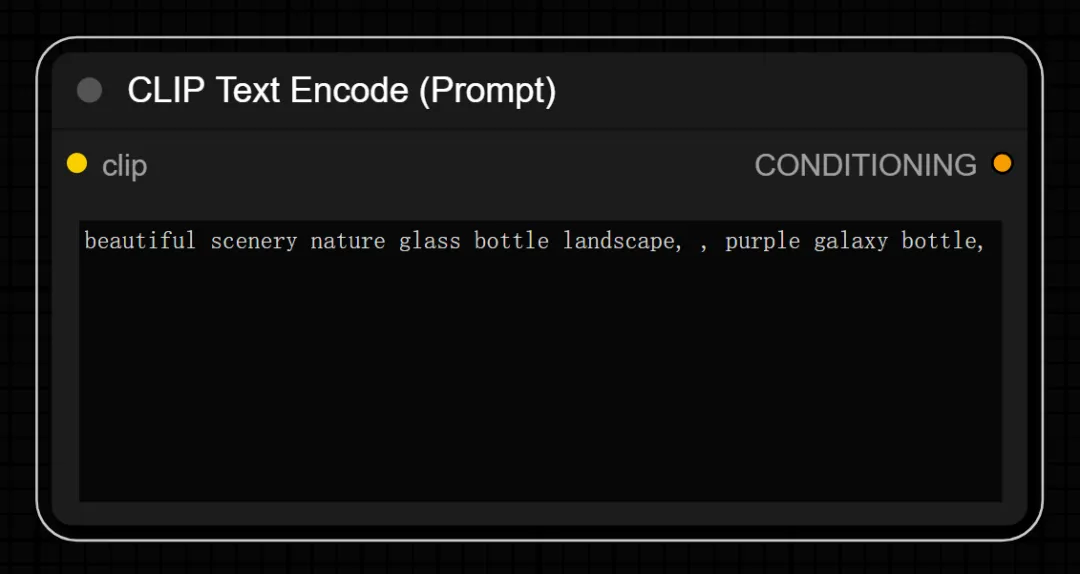 CLIP Text Encode (Prompt)
clip
CONDITIONING
beautiful scenery nature glass bottle landscape, , purple galaxy bottle,